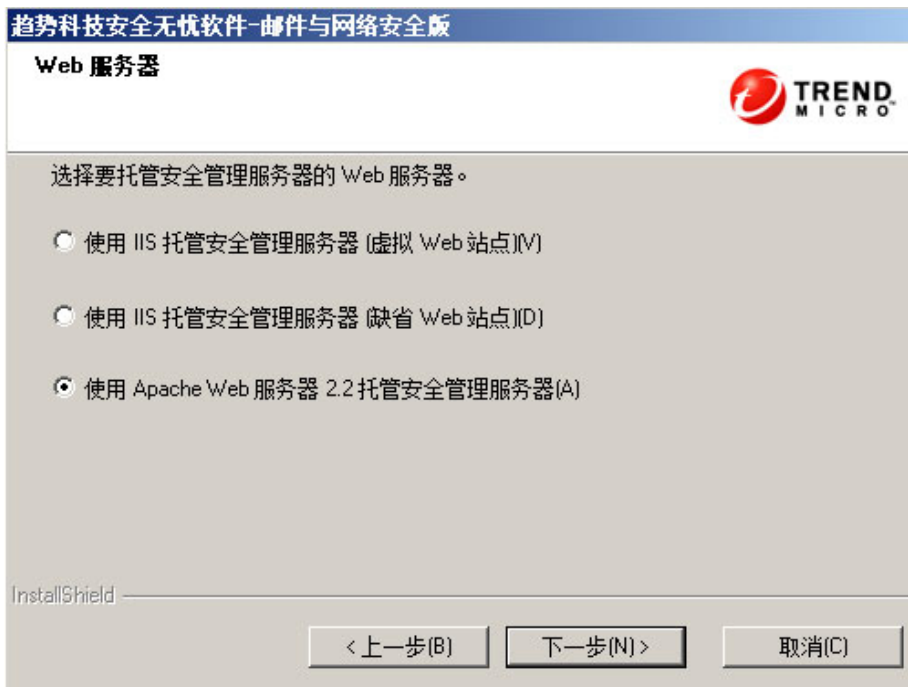 趋势科技安全无忧软件-邮件与网络安全版
Web 服务器
TREND
MICRO
选择要托管安全管理服务器的 Web 服务器。
使用 IIS 托管安全管理服务器 (虚拟 Web 站点)(V)
使用 IIS 托管安全管理服务器 (缺省 Web 站点)(D)
使用 Apache Web 服务器 2.2 托管安全管理服务器(A)
InstallShield
< 上一步(B)
下一步(N) >
取消(C)